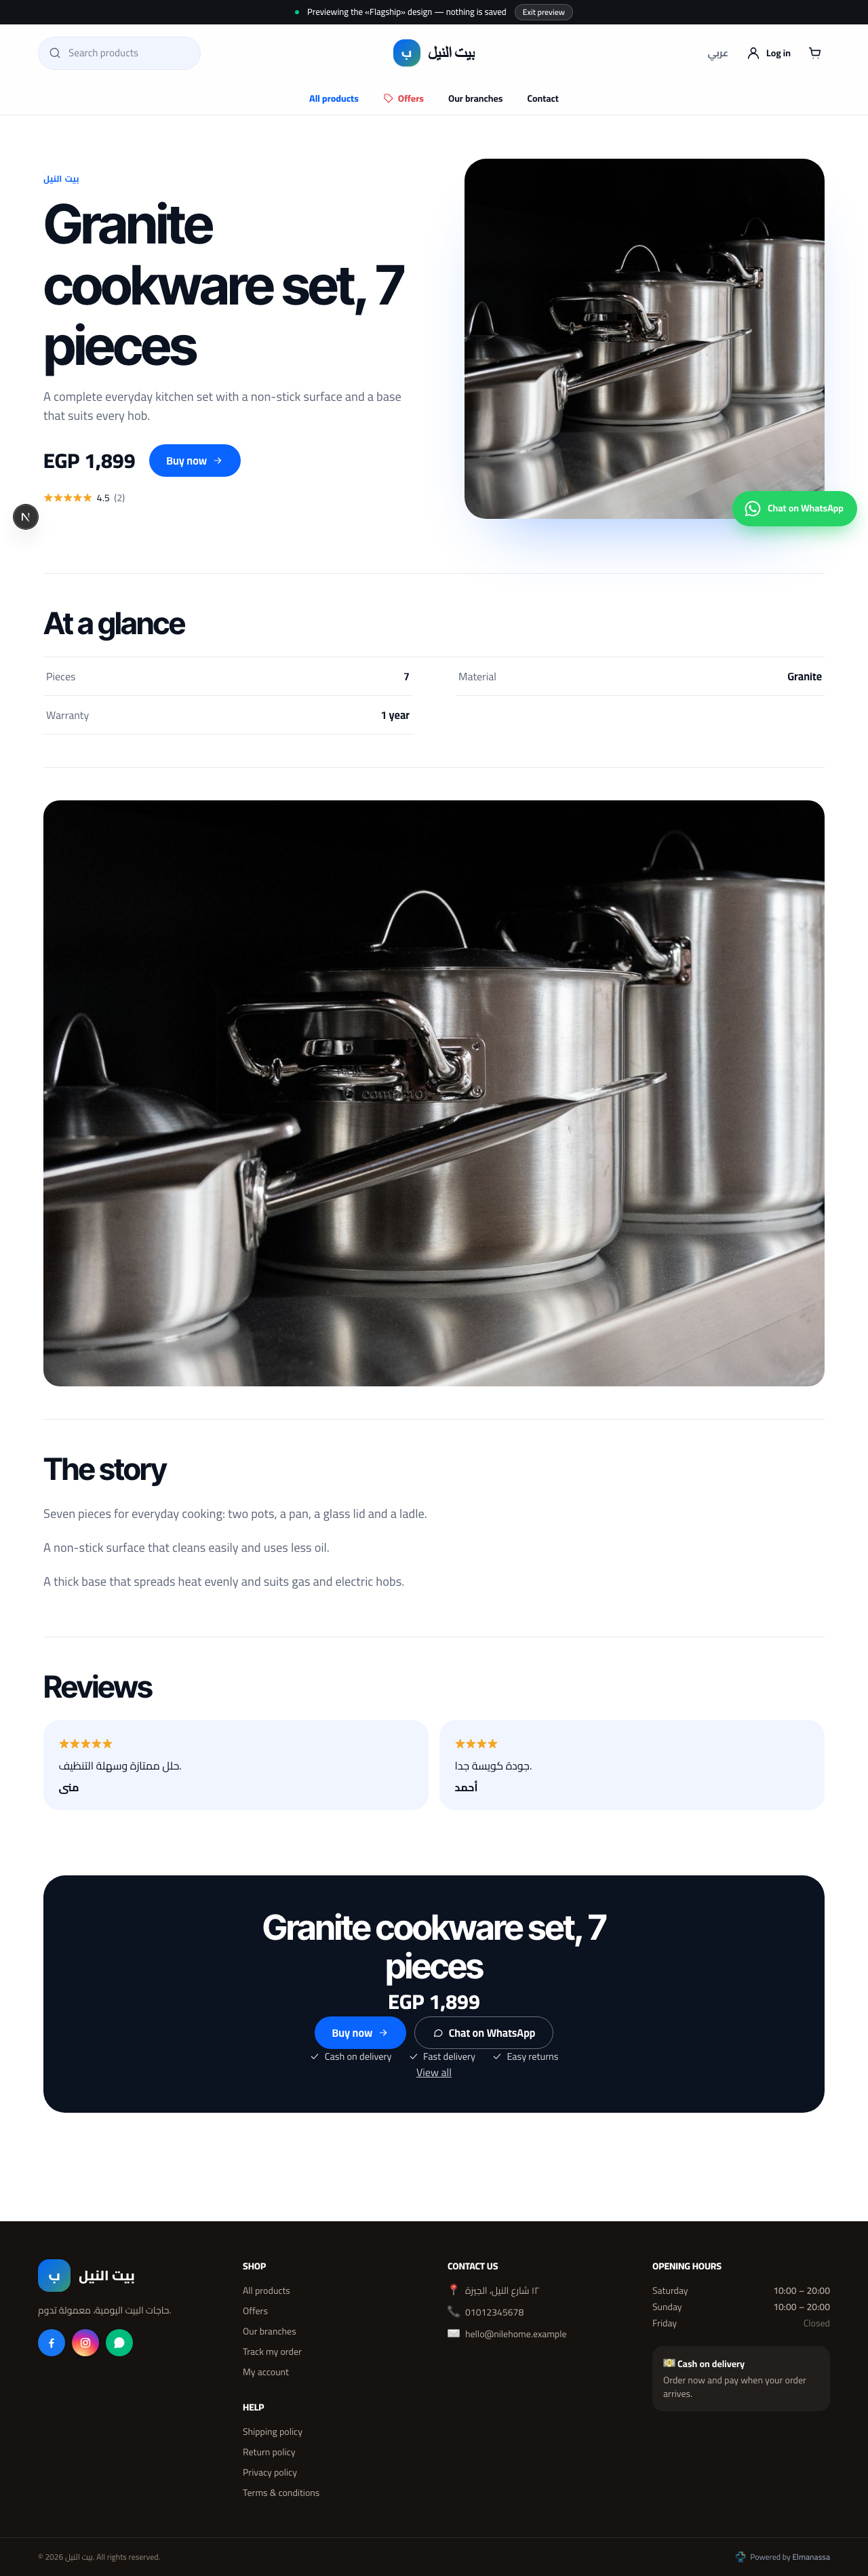 Previewing the «Flagship» design — nothing is saved
Exit preview
Search products
ب
بيت النيل
عربي
Log in
All products
Offers
Our branches
Contact
بيت النيل
Granite
cookware set, 7
pieces
A complete everyday kitchen set with a non-stick surface and a base
that suits every hob.
EGP 1,899
Buy now
4.5 (2)
N
Chat on WhatsApp
At a glance
Pieces 7
Material Granite
Warranty 1 year
The story
Seven pieces for everyday cooking: two pots, a pan, a glass lid and a ladle.
A non-stick surface that cleans easily and uses less oil.
A thick base that spreads heat evenly and suits gas and electric hobs.
Reviews
حلل ممتازة وسهلة التنظيف.
منى
جودة كويسة جدا.
أحمد
Granite cookware set, 7
pieces
EGP 1,899
Buy now
Chat on WhatsApp
Cash on delivery
Fast delivery
Easy returns
View all
ب
بيت النيل
حاجات البيت اليومية، معمولة تدوم.
SHOP
All products
Offers
Our branches
Track my order
My account
HELP
Shipping policy
Return policy
Privacy policy
Terms & conditions
CONTACT US
١٢ شارع النيل، الجيزة
01012345678
hello@nilehome.example
OPENING HOURS
Saturday 10:00 – 20:00
Sunday 10:00 – 20:00
Friday Closed
Cash on delivery
Order now and pay when your order
arrives.
© 2026 بيت النيل. All rights reserved.
Powered by Elmanassa